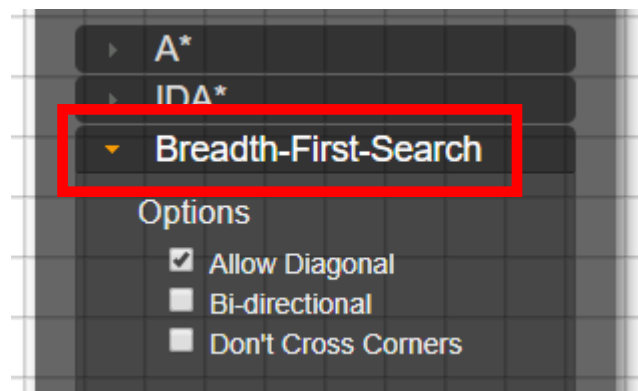 A*
IDA*
Breadth-First-Search
Options
Allow Diagonal
Bi-directional
Don't Cross Corners